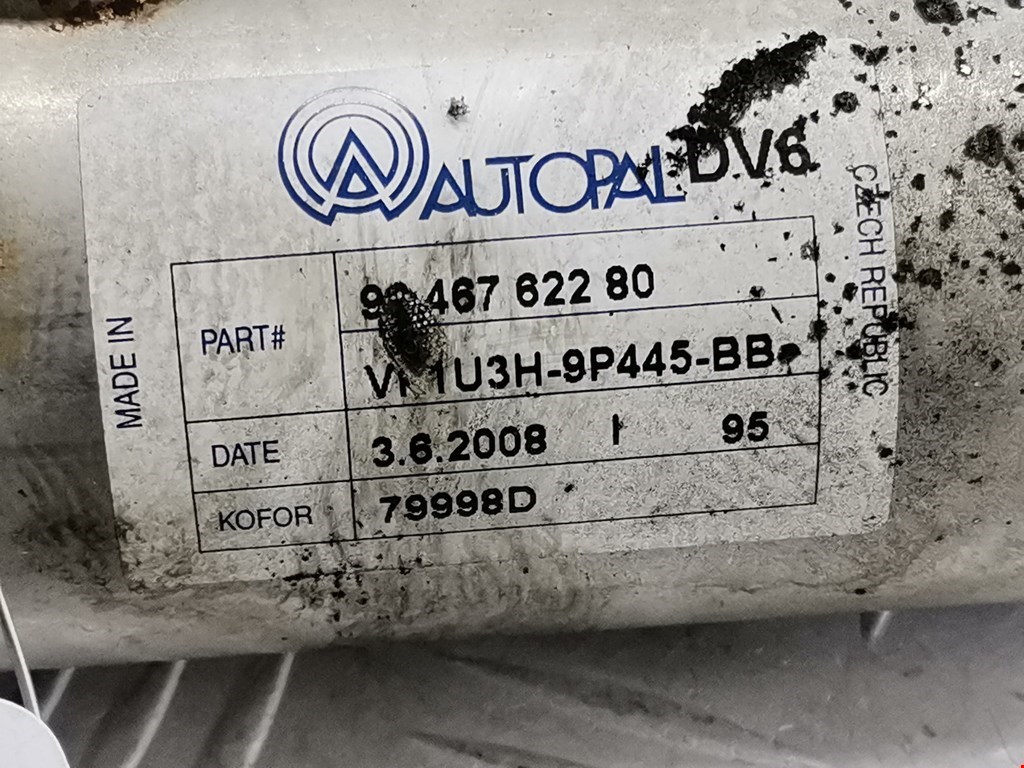 AUTOPAL DV6
MADE IN
CZECH REPUBLIC
PART# 467 622 80
1U3H-9P445-BB
DATE 3.6.2008 I 95
KOFOR 79998D